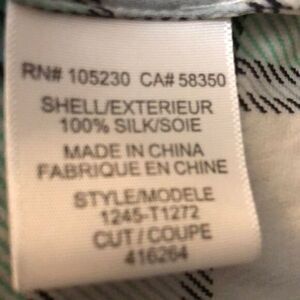 RN# 105230 CA# 58350
SHELL/EXTERIEUR
100% SILK/SOIE
MADE IN CHINA
FABRIQUE EN CHINE
STYLE/MODELE
1245-T1272
CUT / COUPE
416264